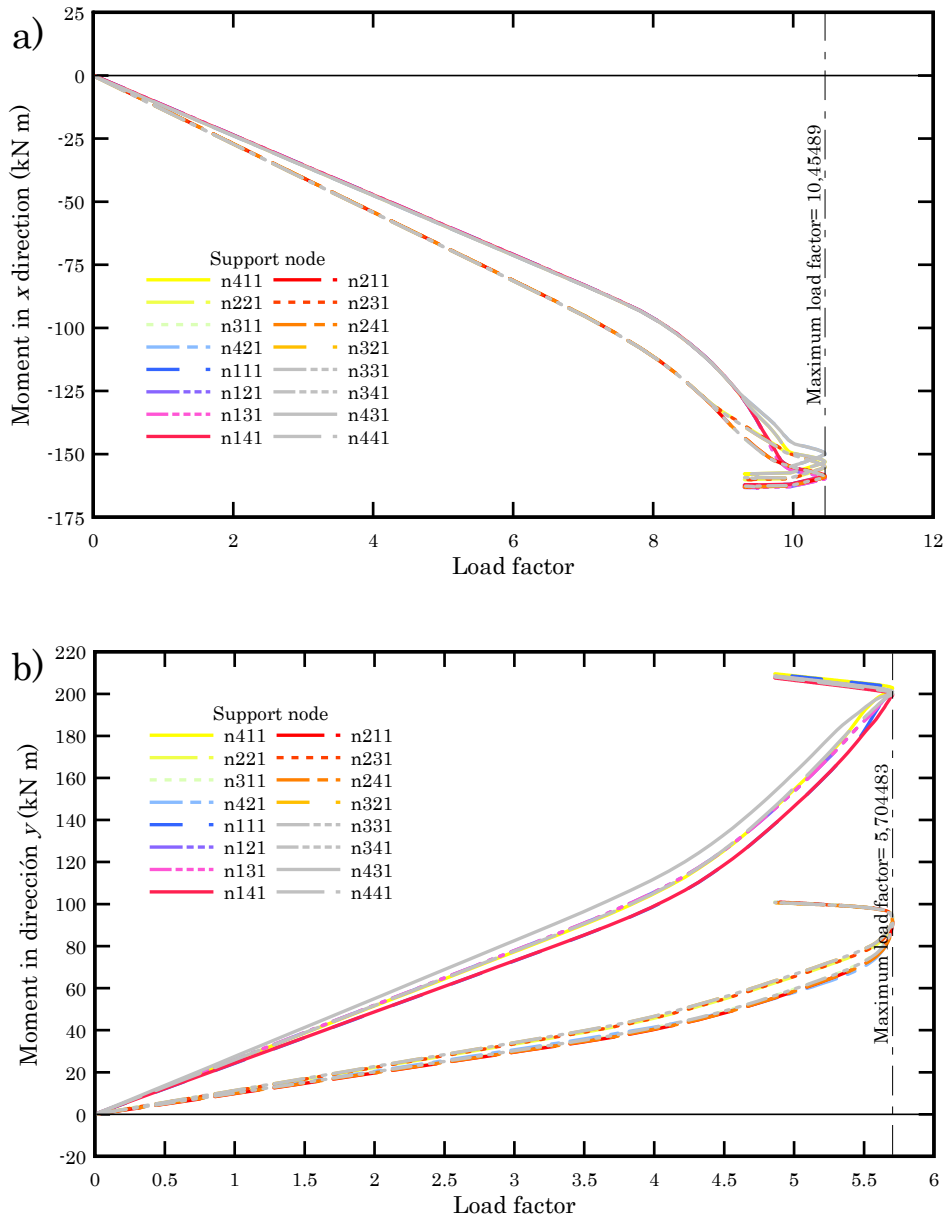 a)
25
0
-25
-50
-75
-100
-125
-150
-175
Moment in x direction (kN m)
Support node
n411 n211
n221 n231
n311 n241
n421 n321
n111 n331
n121 n341
n131 n431
n141 n441
Maximum load factor= 10,45489
0 2 4 6 8 10 12
Load factor
b)
220
200
180
160
140
120
100
80
60
40
20
0
-20
Moment in dirección y (kN m)
Support node
n411 n211
n221 n231
n311 n241
n421 n321
n111 n331
n121 n341
n131 n431
n141 n441
Maximum load factor= 5,704483
0 0.5 1 1.5 2 2.5 3 3.5 4 4.5 5 5.5 6
Load factor